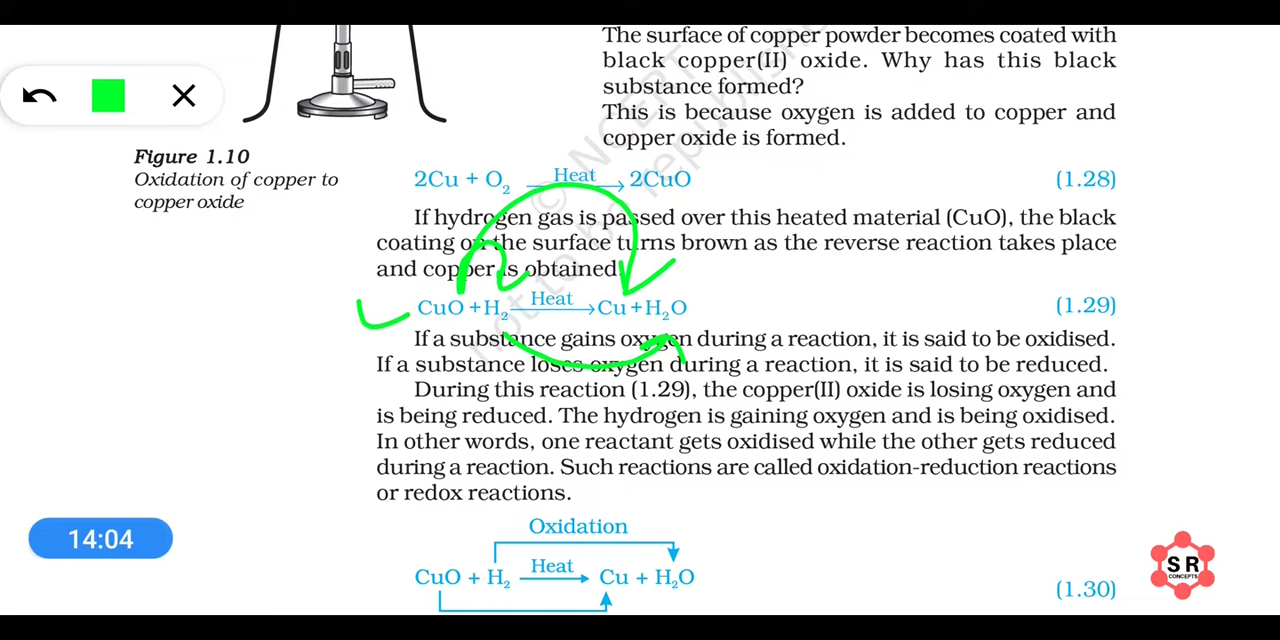 The surface of copper powder becomes coated with
black copper(II) oxide. Why has this black
substance formed?
This is because oxygen is added to copper and
copper oxide is formed.
Figure 1.10
Oxidation of copper to
copper oxide
2Cu + O₂ Heat 2CuO (1.28)
If hydrogen gas is passed over this heated material (CuO), the black
coating on the surface turns brown as the reverse reaction takes place
and copper is obtained.
CuO + H₂ Heat Cu + H₂O (1.29)
If a substance gains oxygen during a reaction, it is said to be oxidised.
If a substance loses oxygen during a reaction, it is said to be reduced.
During this reaction (1.29), the copper(II) oxide is losing oxygen and
is being reduced. The hydrogen is gaining oxygen and is being oxidised.
In other words, one reactant gets oxidised while the other gets reduced
during a reaction. Such reactions are called oxidation-reduction reactions
or redox reactions.
Oxidation
CuO + H₂ Heat Cu + H₂O (1.30)
14:04
SR
CONCEPTS
© NCERT
not to be republishe